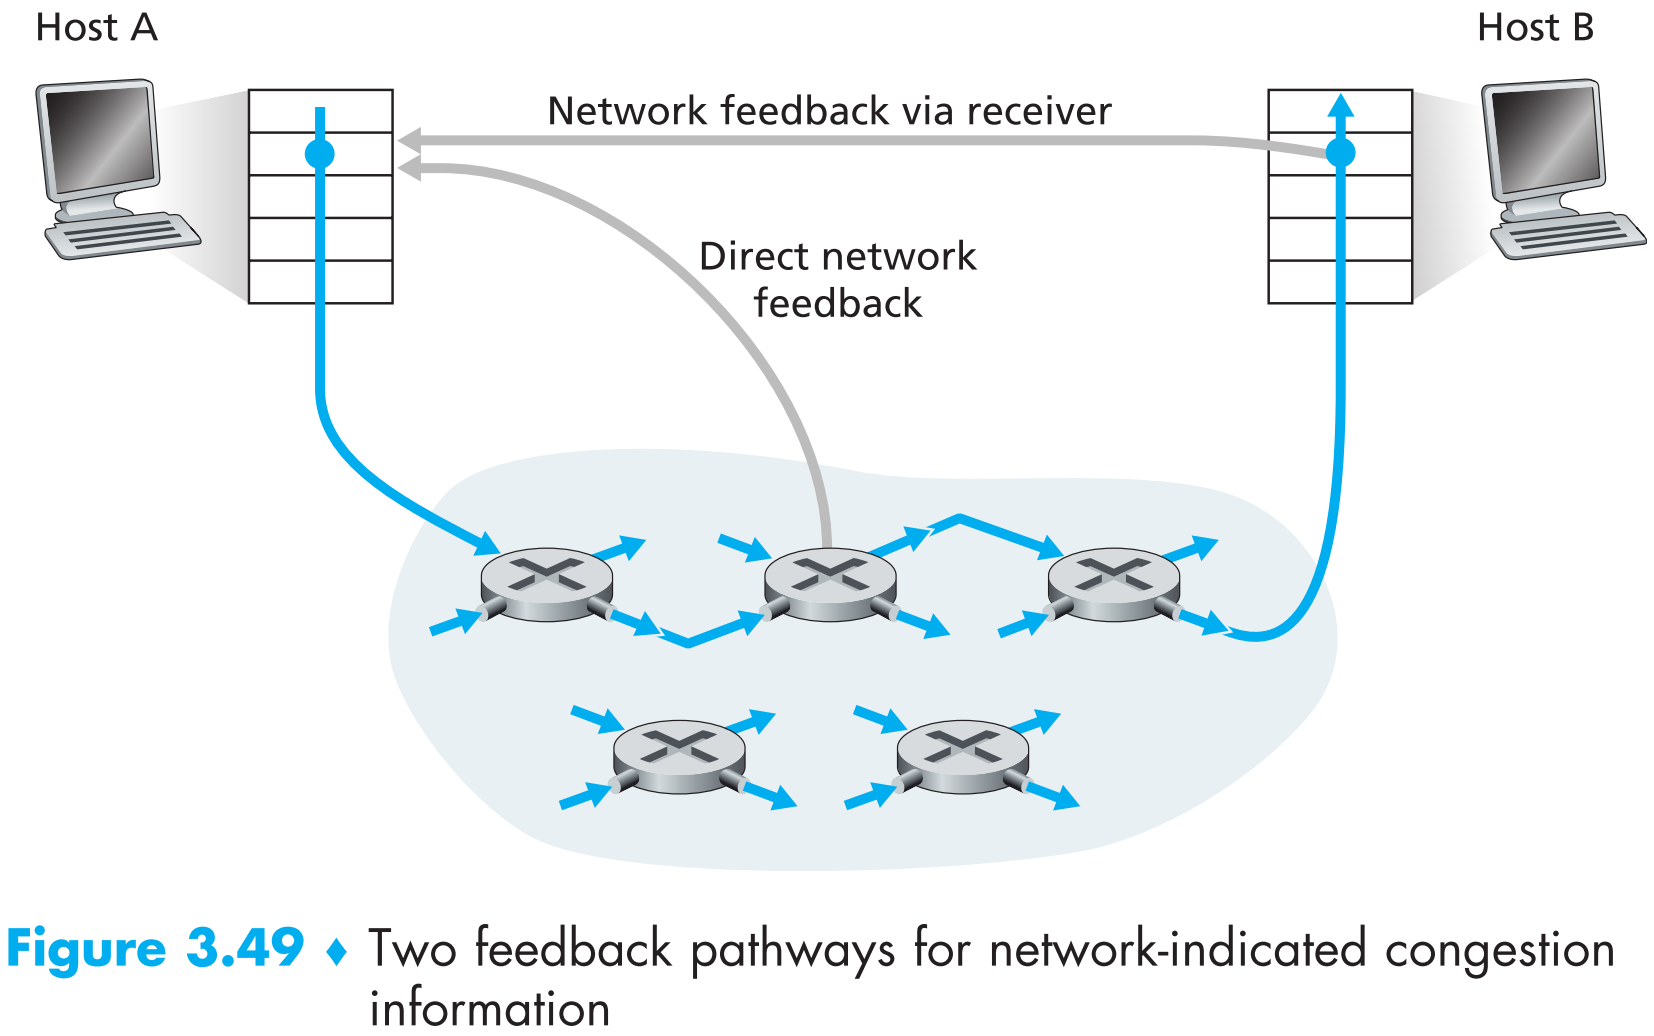 Host A
Host B
Network feedback via receiver
Direct network
feedback
Figure 3.49 ♦ Two feedback pathways for network-indicated congestion
information